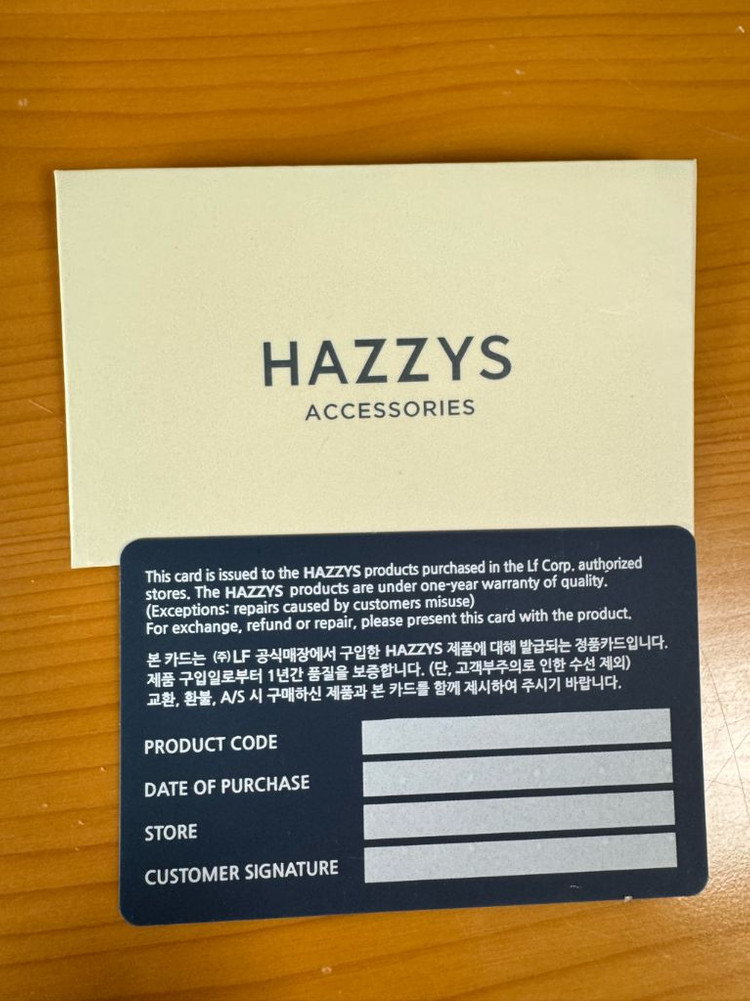 HAZZYS
ACCESSORIES
This card is issued to the HAZZYS products purchased in the Lf Corp. authorized
stores. The HAZZYS products are under one-year warranty of quality.
(Exceptions: repairs caused by customers misuse)
For exchange, refund or repair, please present this card with the product.
본 카드는 ㈜LF 공식매장에서 구입한 HAZZYS 제품에 대해 발급되는 정품카드입니다.
제품 구입일로부터 1년간 품질을 보증합니다. (단, 고객부주의로 인한 수선 제외)
교환, 환불, A/S 시 구매하신 제품과 본 카드를 함께 제시하여 주시기 바랍니다.
PRODUCT CODE
DATE OF PURCHASE
STORE
CUSTOMER SIGNATURE